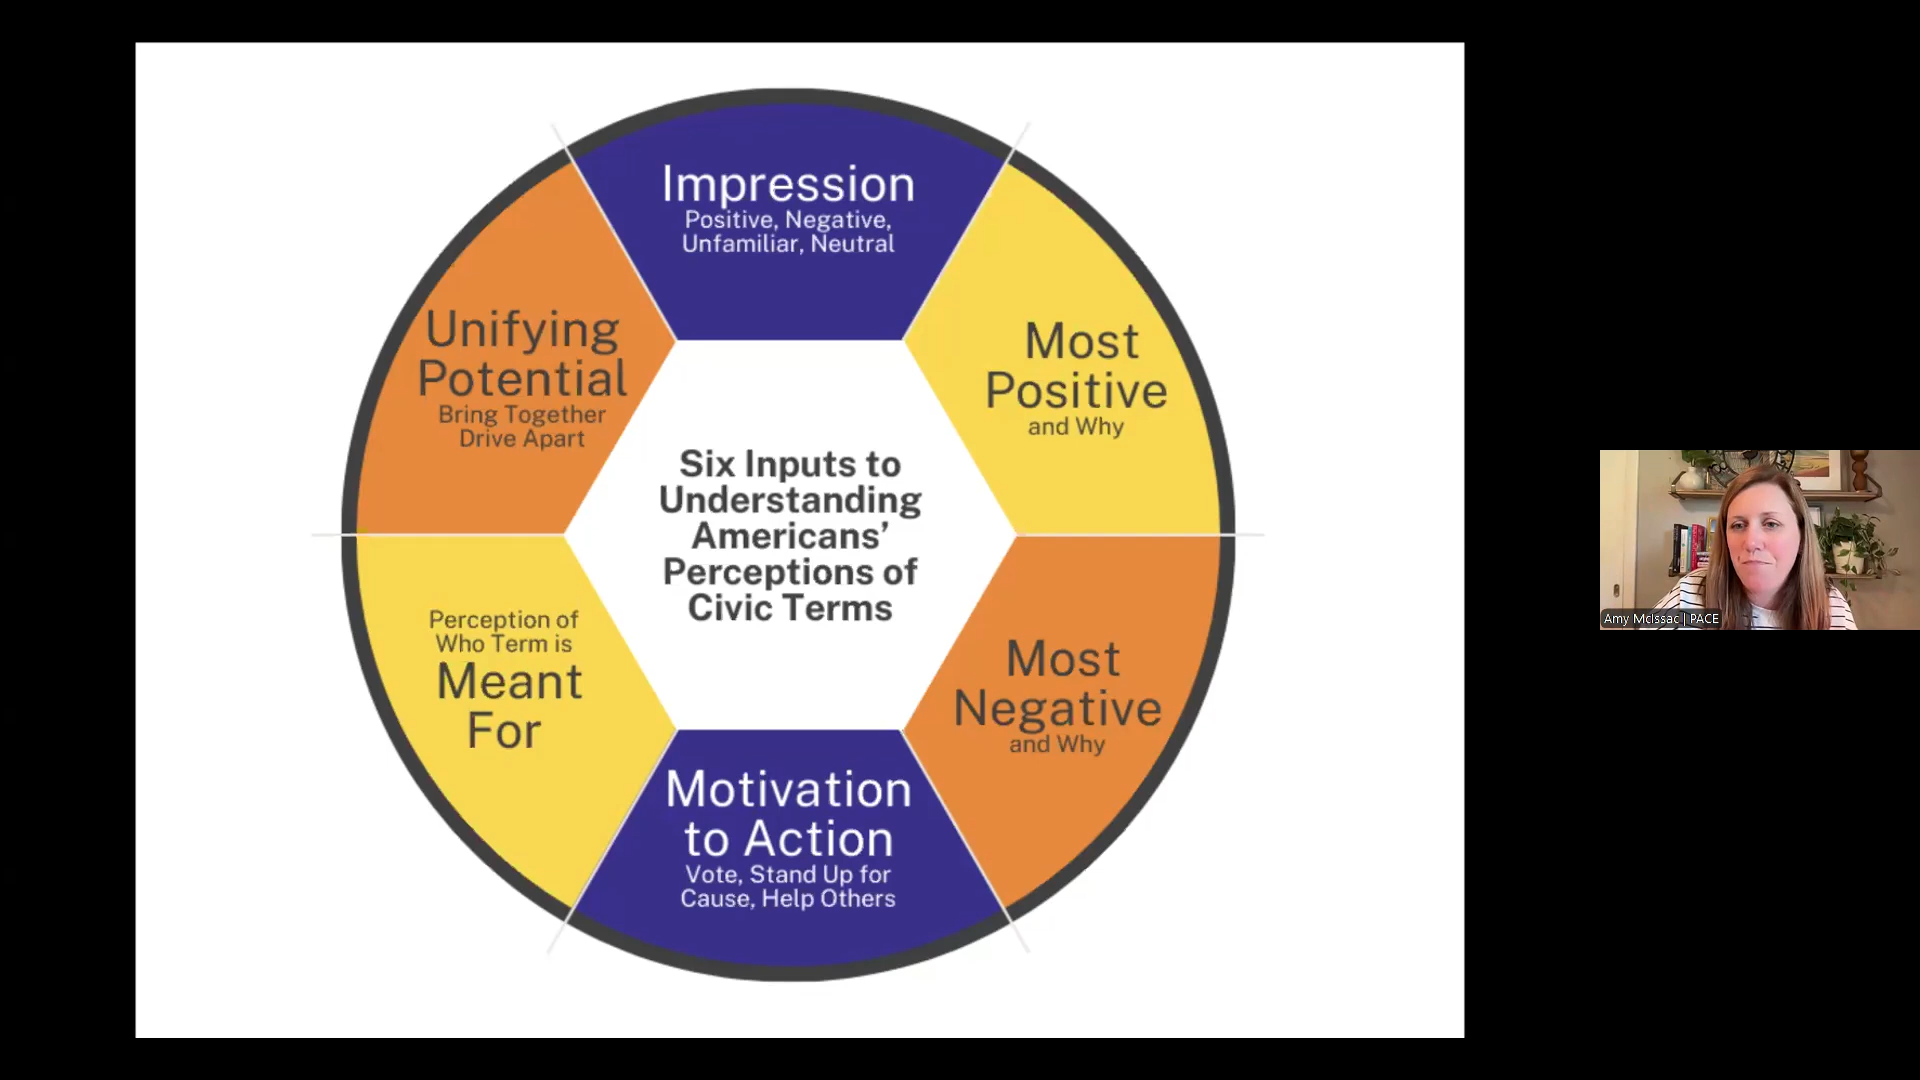 Impression
Positive, Negative,
Unfamiliar, Neutral
Most
Positive
and Why
Most
Negative
and Why
Motivation
to Action
Vote, Stand Up for
Cause, Help Others
Perception of
Who Term is
Meant
For
Unifying
Potential
Bring Together
Drive Apart
Six Inputs to
Understanding
Americans’
Perceptions of
Civic Terms
Amy McIssac | PACE